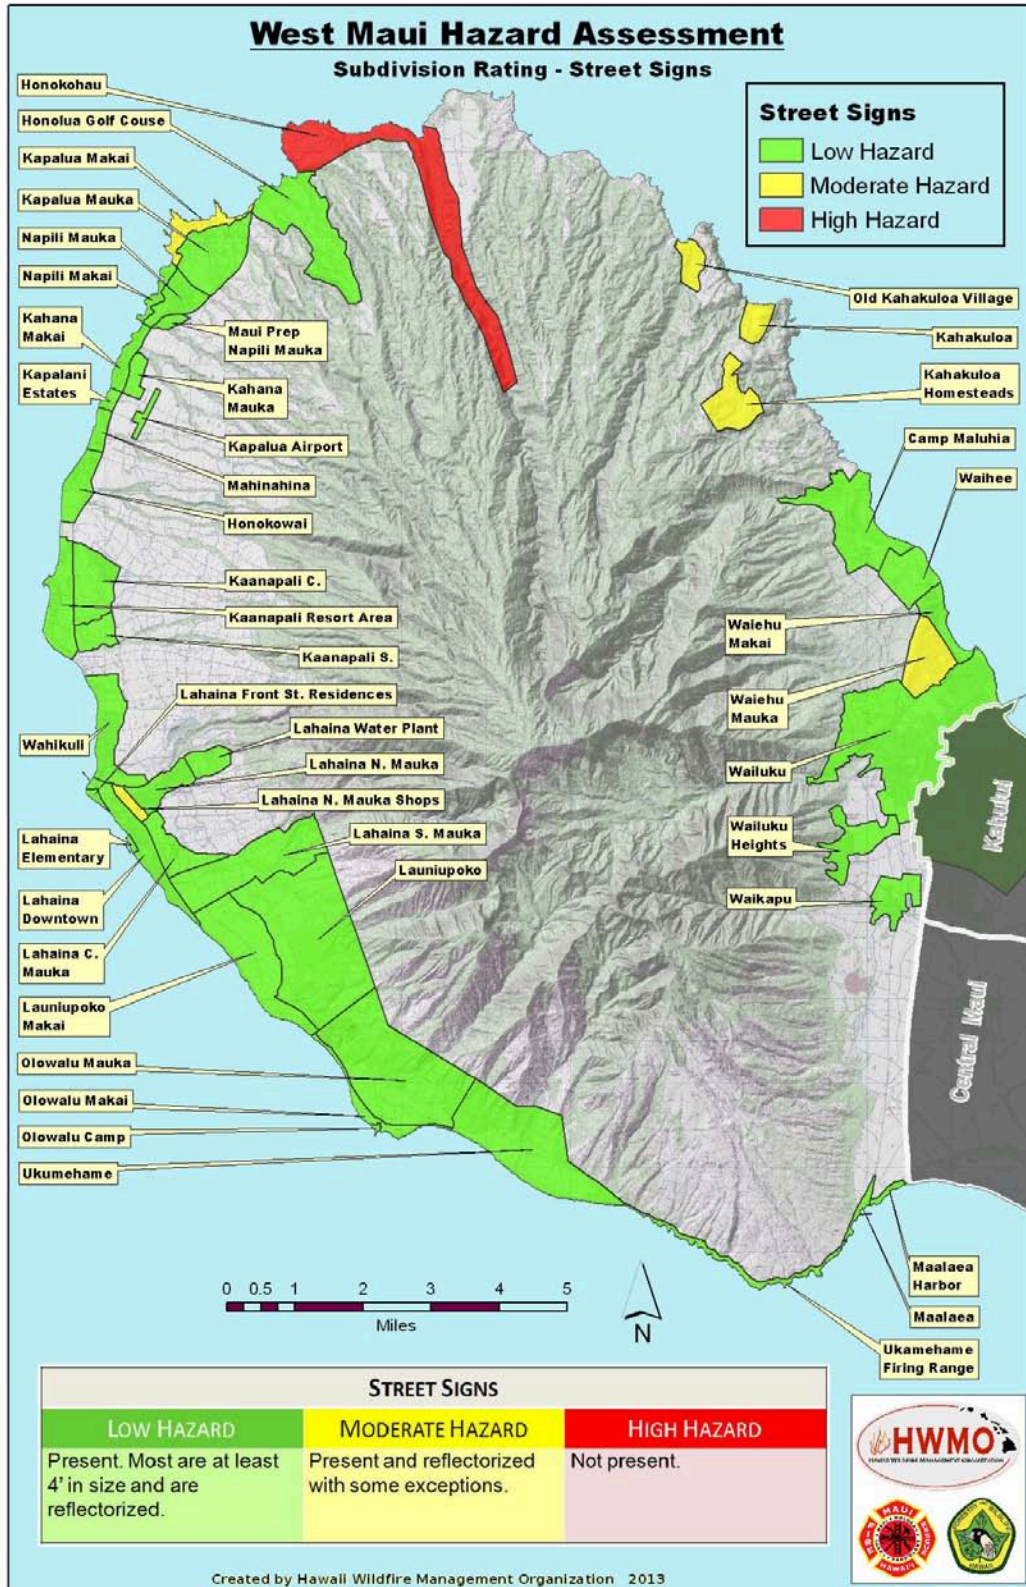 West Maui Hazard Assessment
Subdivision Rating - Street Signs
Street Signs
Low Hazard
Moderate Hazard
High Hazard
Honokohau
Honolua Golf Couse
Kapalua Makai
Kapalua Mauka
Napili Mauka
Napili Makai
Kahana
Makai
Kapalani
Estates
Maui Prep
Napili Mauka
Kahana
Mauka
Kapalua Airport
Mahinahina
Honokowai
Kaanapali C.
Kaanapali Resort Area
Kaanapali S.
Lahaina Front St. Residences
Wahikuli
Lahaina Water Plant
Lahaina N. Mauka
Lahaina N. Mauka Shops
Lahaina S. Mauka
Launiupoko
Lahaina
Elementary
Lahaina
Downtown
Lahaina C.
Mauka
Launiupoko
Makai
Olowalu Mauka
Olowalu Makai
Olowalu Camp
Ukumehame
Old Kahakuloa Village
Kahakuloa
Kahakuloa
Homesteads
Camp Maluhia
Waihee
Waiehu
Makai
Waiehu
Mauka
Wailuku
Wailuku
Heights
Waikapu
Kahului
Central Maui
Maalaea
Harbor
Maalaea
Ukamehame
Firing Range
0 0.5 1 2 3 4 5
Miles
N
STREET SIGNS
LOW HAZARD
MODERATE HAZARD
HIGH HAZARD
Present. Most are at least
4' in size and are
reflectorized.
Present and reflectorized
with some exceptions.
Not present.
HWMO
MAUI
HAWAII
Created by Hawaii Wildfire Management Organization 2013